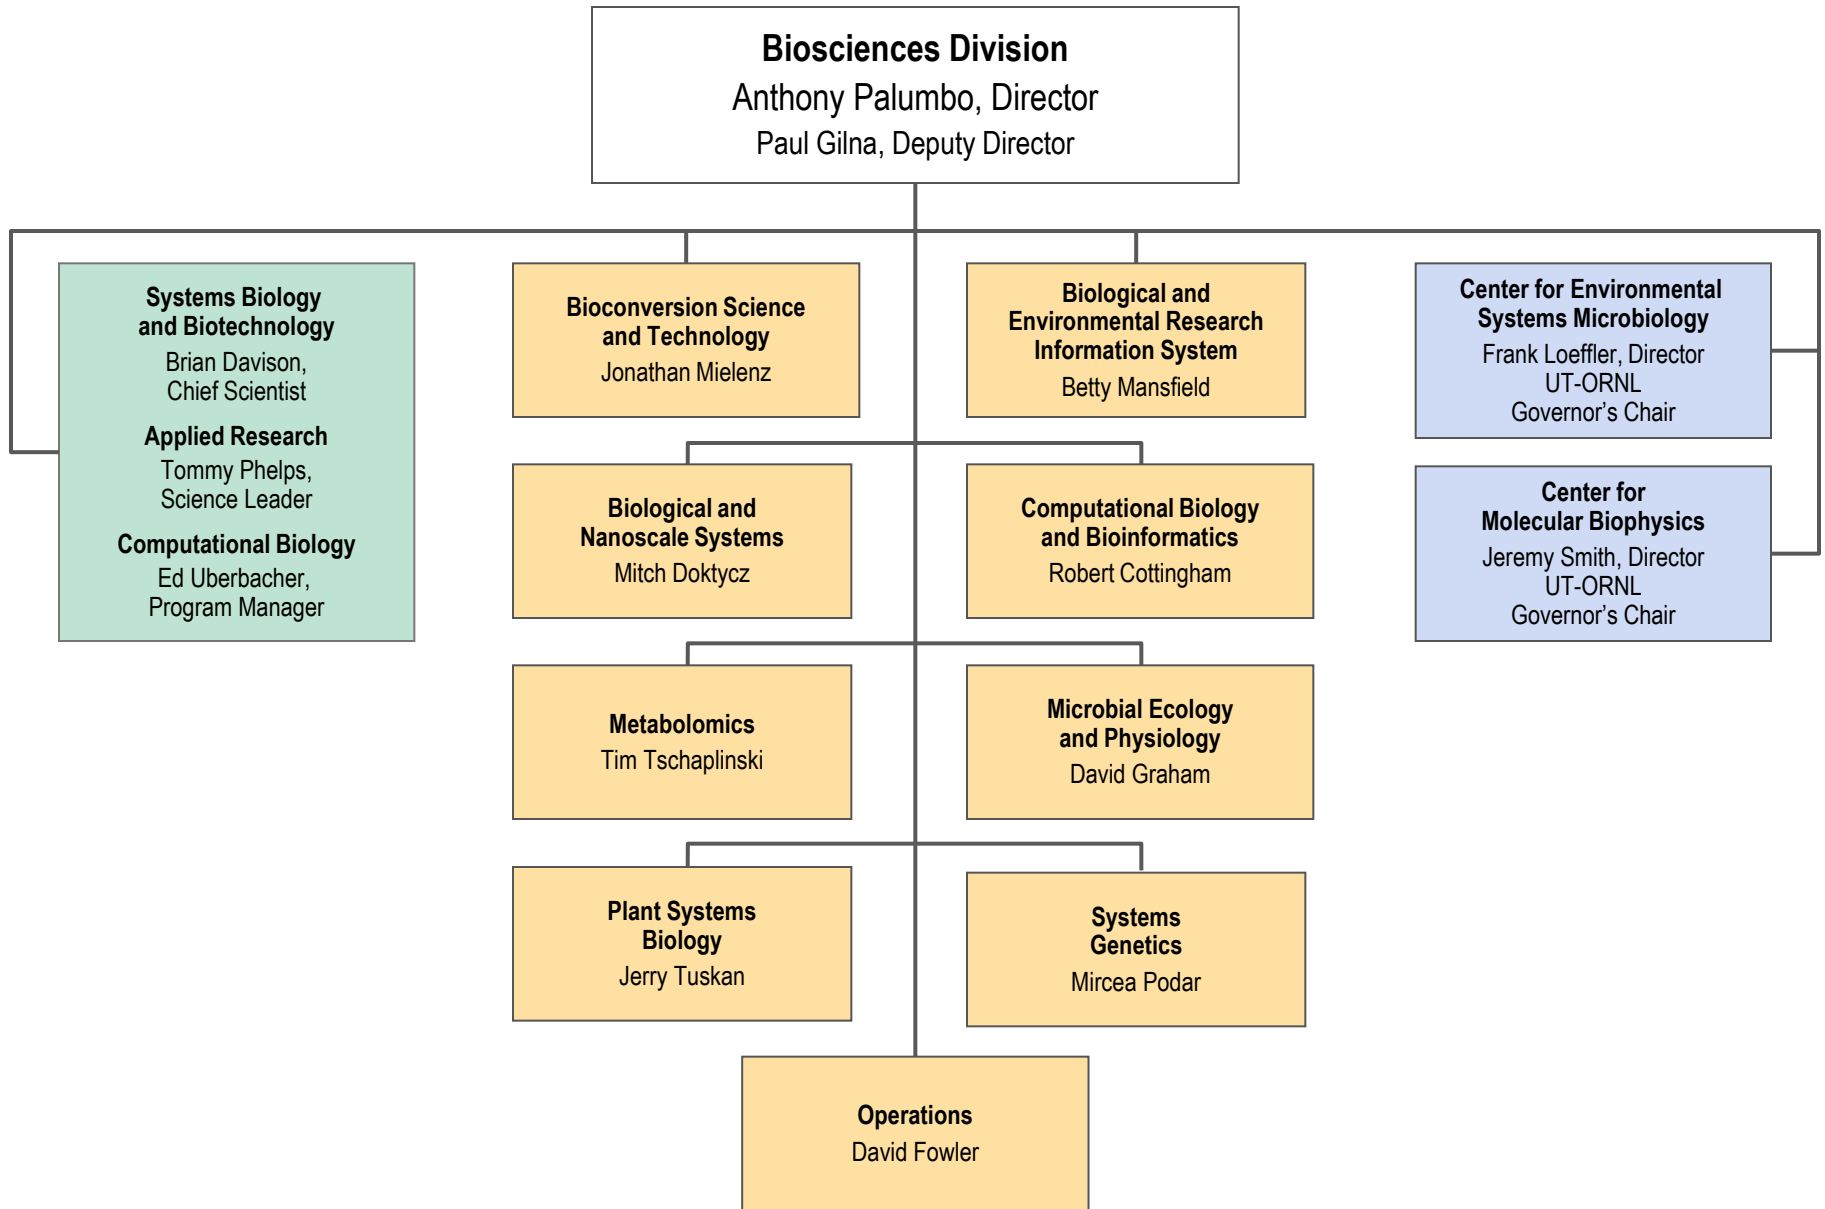 Biosciences Division
Anthony Palumbo, Director
Paul Gilna, Deputy Director
Systems Biology
and Biotechnology
Brian Davison,
Chief Scientist
Applied Research
Tommy Phelps,
Science Leader
Computational Biology
Ed Uberbacher,
Program Manager
Bioconversion Science
and Technology
Jonathan Mielenz
Biological and
Environmental Research
Information System
Betty Mansfield
Center for Environmental
Systems Microbiology
Frank Loeffler, Director
UT-ORNL
Governor’s Chair
Biological and
Nanoscale Systems
Mitch Doktycz
Computational Biology
and Bioinformatics
Robert Cottingham
Center for
Molecular Biophysics
Jeremy Smith, Director
UT-ORNL
Governor’s Chair
Metabolomics
Tim Tschaplinski
Microbial Ecology
and Physiology
David Graham
Plant Systems
Biology
Jerry Tuskan
Systems
Genetics
Mircea Podar
Operations
David Fowler